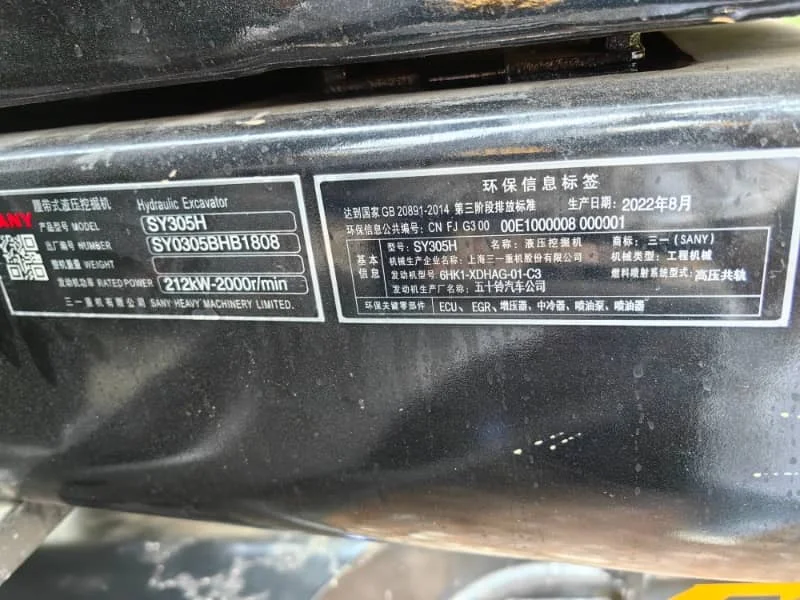 履带式液压挖掘机 Hydraulic Excavator
ANY
产品型号 MODEL SY305H
出厂编号 NUMBER SY0305BHB1808
整机重量 WEIGHT
发动机功率 RATED POWER 212kW-2000r/min
三一重机有限公司 SANY HEAVY MACHINERY LIMITED.
环保信息标签
达到国家GB 20891-2014 第三阶段排放标准 生产日期: 2022年8月
环保信息公共编号: CN FJ G3 00 00E1000008 000001
基本信息
型号: SY305H 名称: 液压挖掘机 商标: 三一 (SANY)
机械生产厂名称: 上海三一重机股份有限公司 机械类型: 工程机械
发动机型号: 6HK1-XDHAG-01-C3 燃料喷射系统型式: 高压共轨
发动机生产厂名称: 五十铃汽车公司
环保关键零部件 ECU、EGR、增压器、中冷器、喷油泵、喷油器